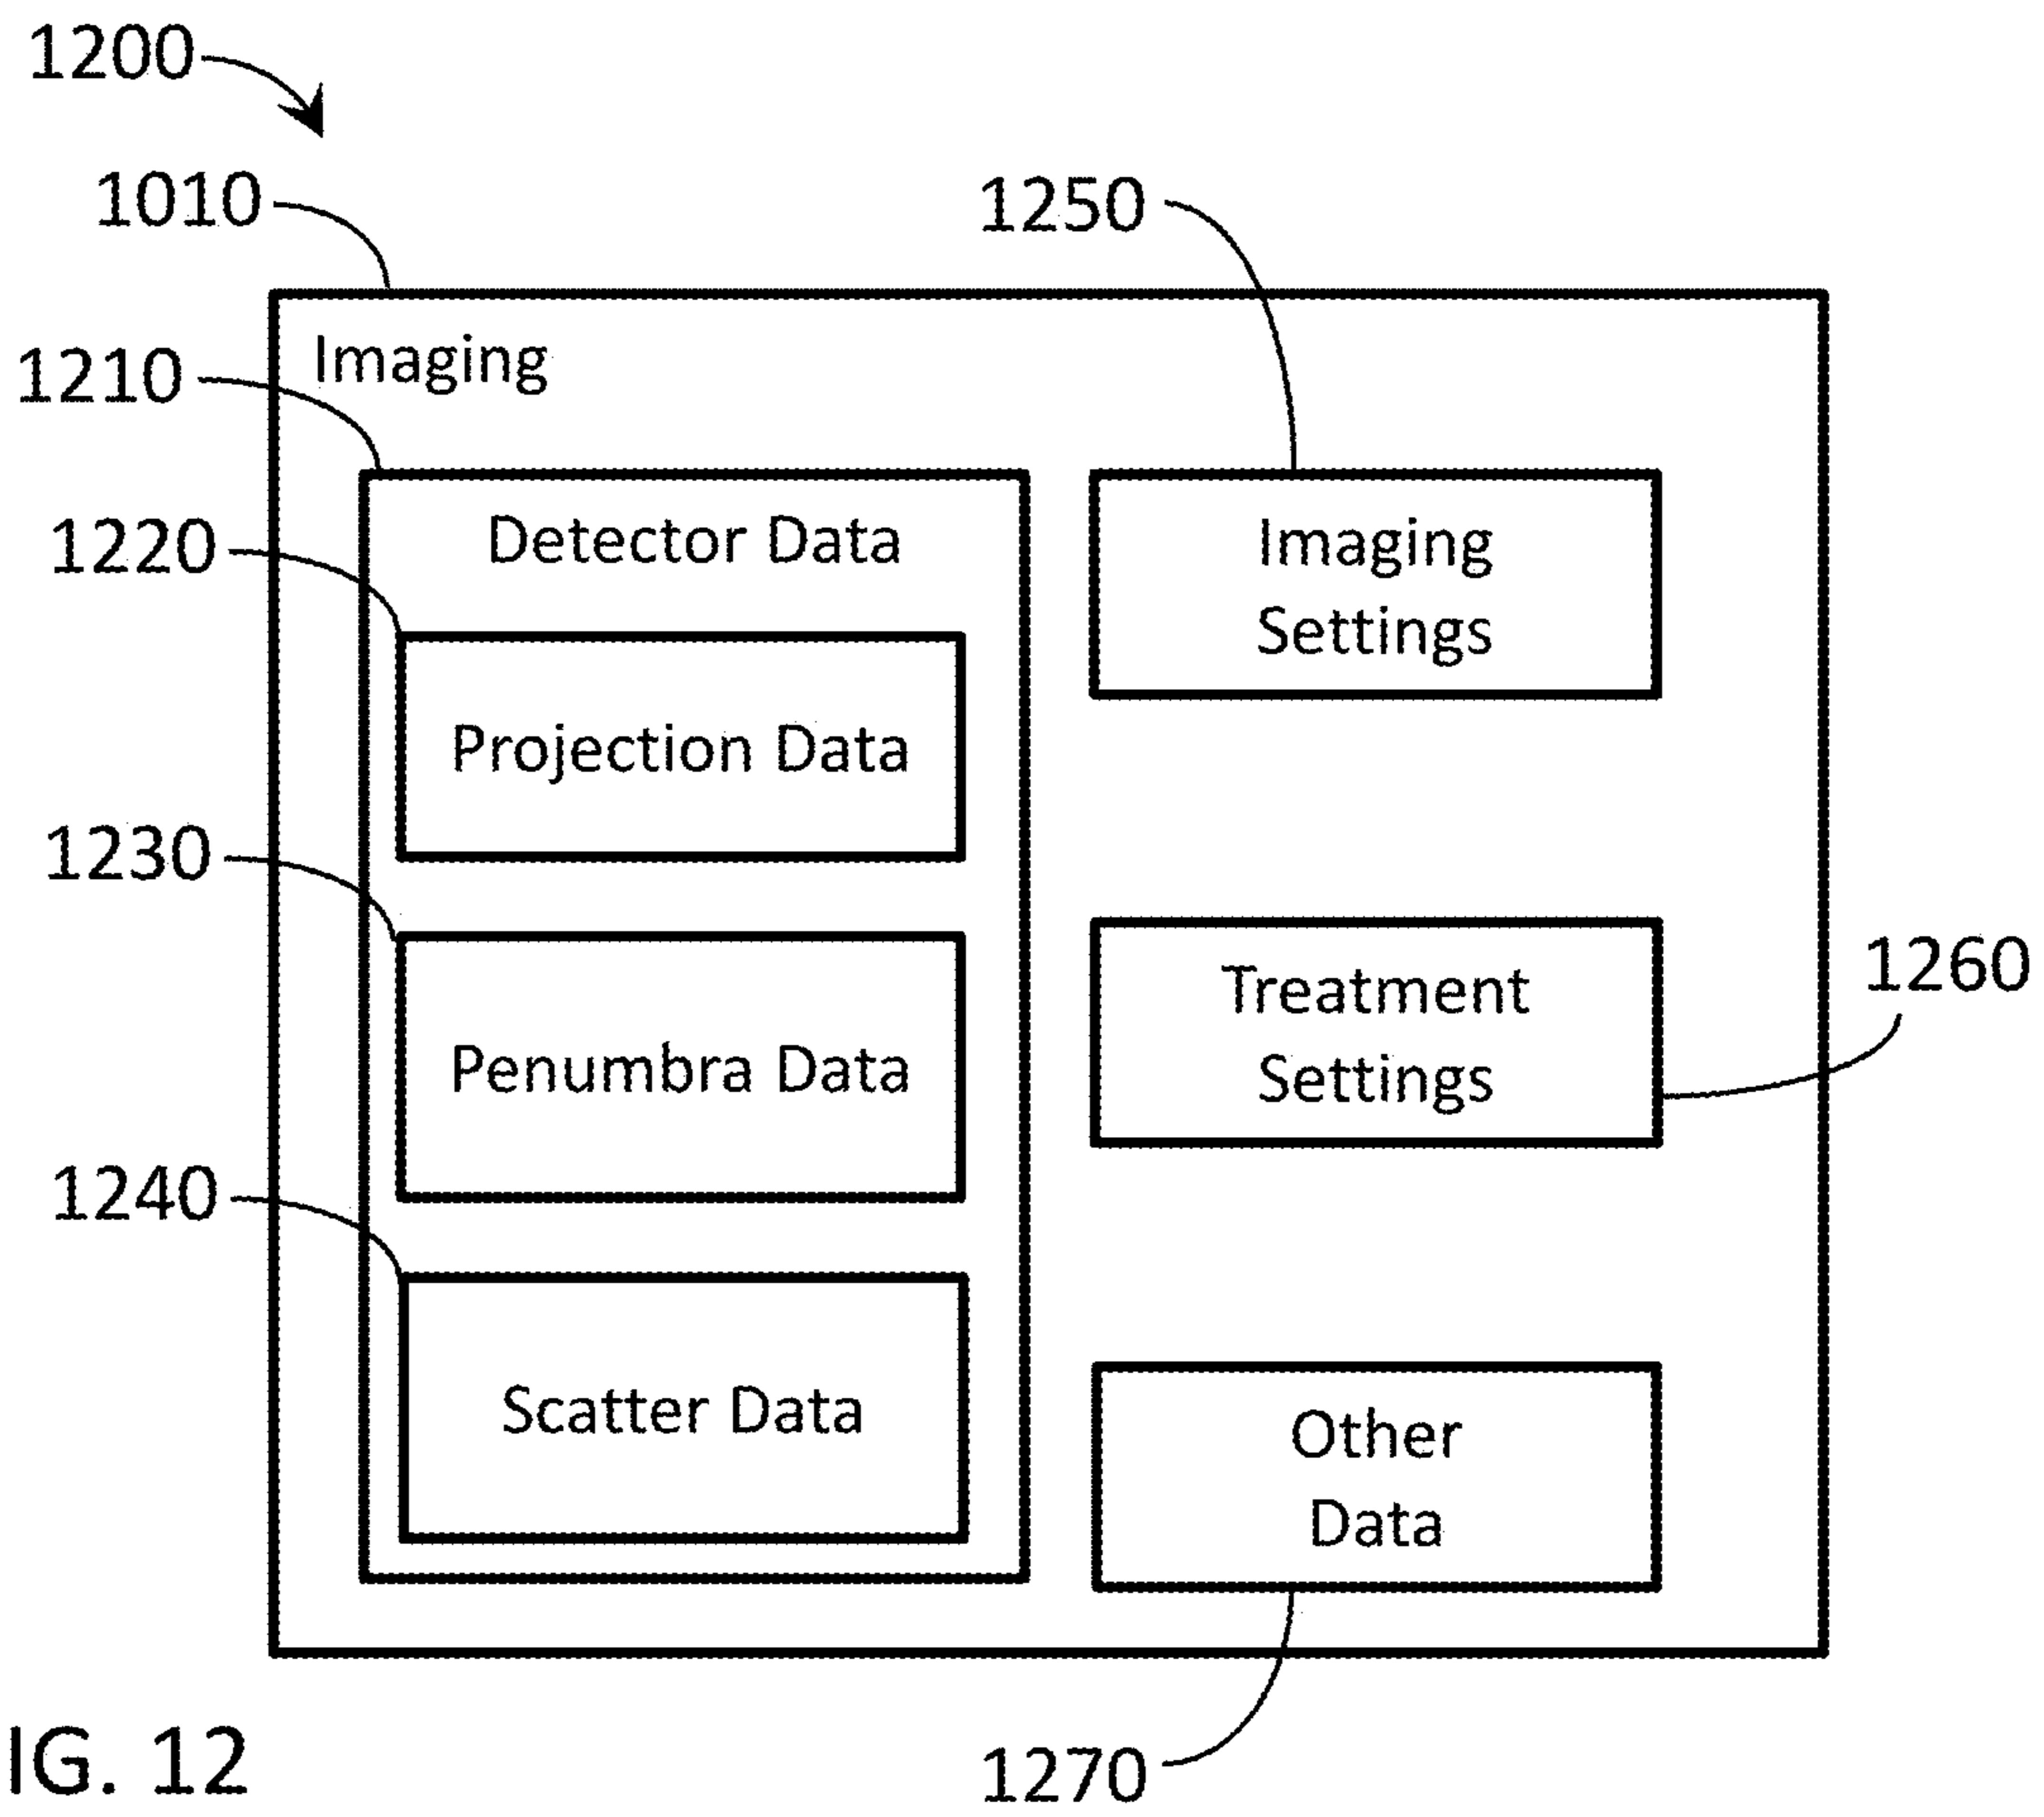 1200
1010
1250
Imaging
1210
1220
Detector Data
Imaging
Settings
Projection Data
1230
Penumbra Data
Treatment
Settings
1260
1240
Scatter Data
Other
Data
1270
IG. 12